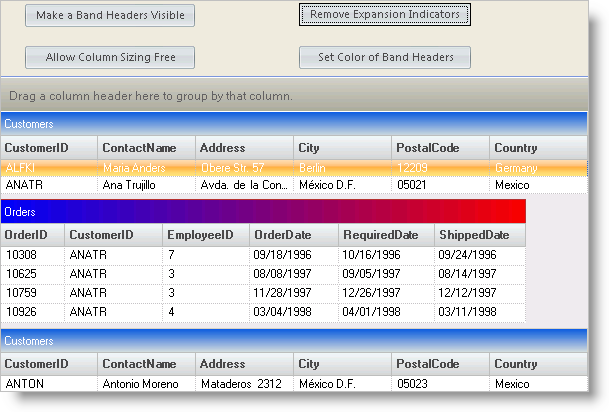 Make a Band Headers Visible Remove Expansion Indicators
Allow Column Sizing Free Set Color of Band Headers
Drag a column header here to group by that column.
Customers
CustomerID ContactName Address City PostalCode Country
ALFKI Maria Anders Obere Str. 57 Berlin 12209 Germany
ANATR Ana Trujillo Avda. de la Con... México D.F. 05021 Mexico
Orders
OrderID CustomerID EmployeeID OrderDate RequiredDate ShippedDate
10308 ANATR 7 09/18/1996 10/16/1996 09/24/1996
10625 ANATR 3 08/08/1997 09/05/1997 08/14/1997
10759 ANATR 3 11/28/1997 12/26/1997 12/12/1997
10926 ANATR 4 03/04/1998 04/01/1998 03/11/1998
Customers
CustomerID ContactName Address City PostalCode Country
ANTON Antonio Moreno Mataderos 2312 México D.F. 05023 Mexico